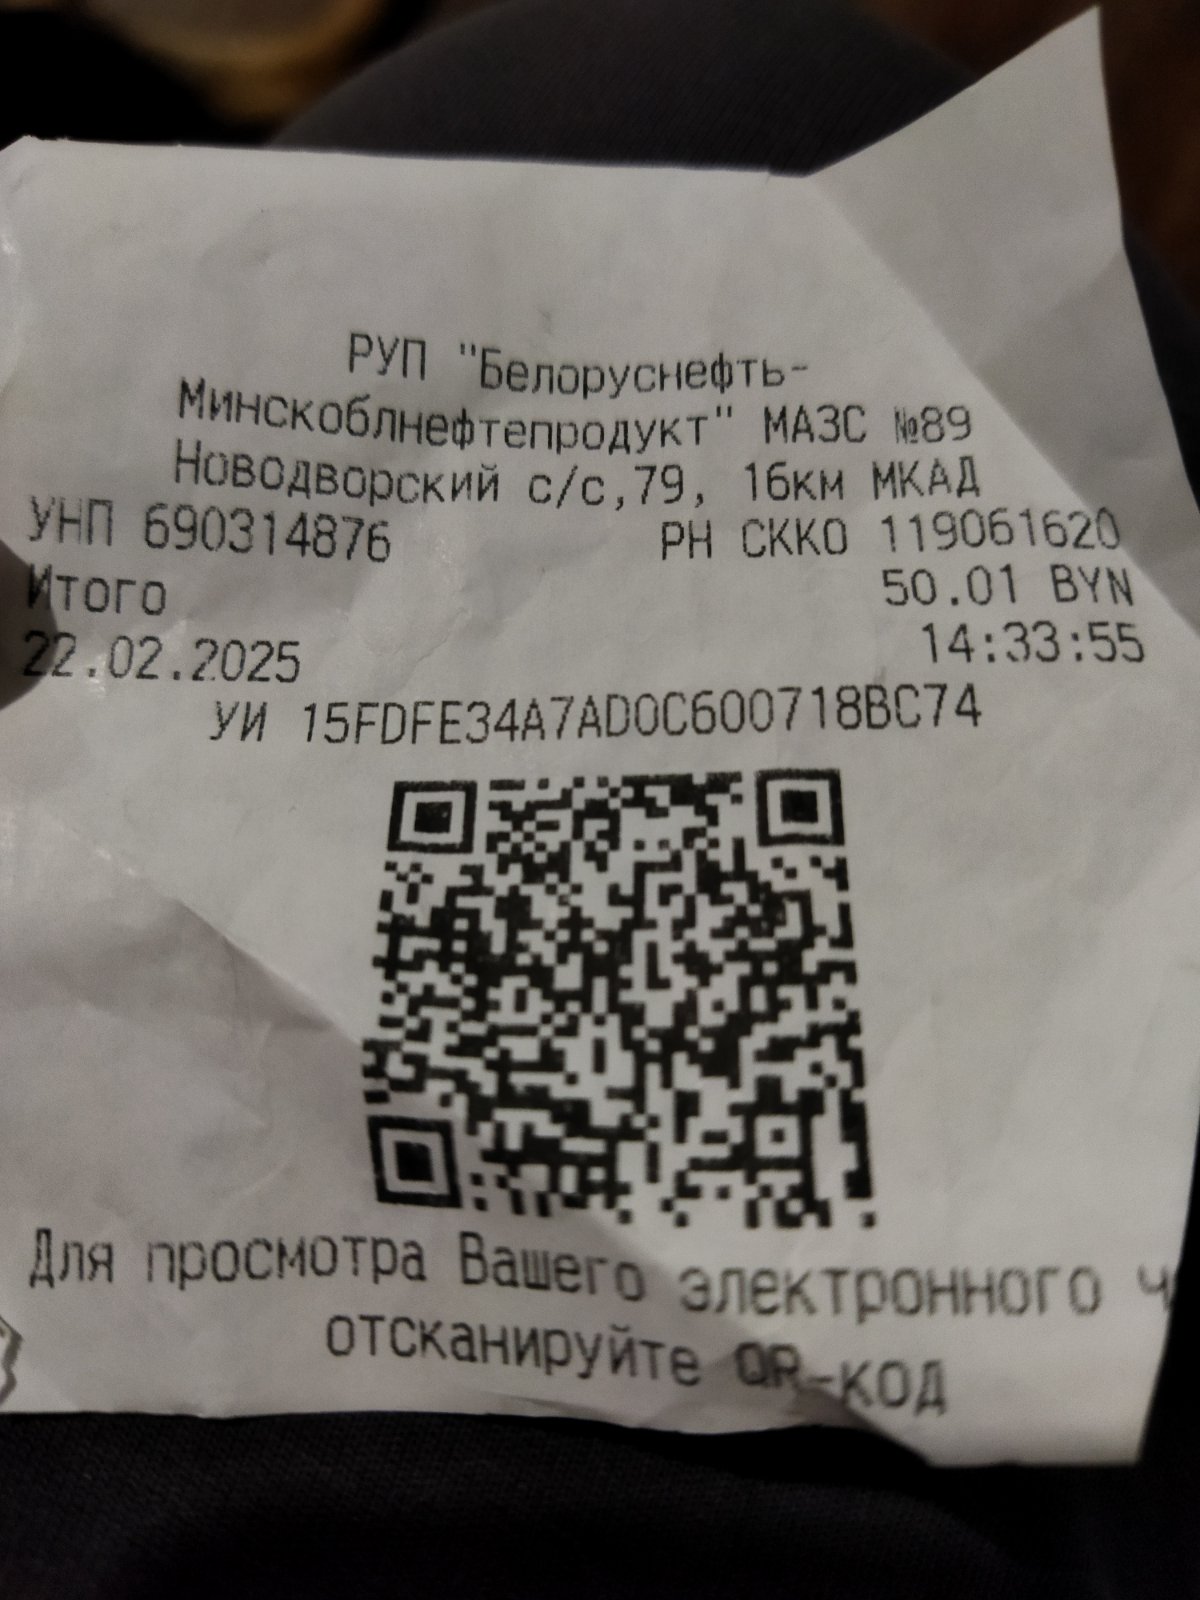 РУП "Белоруснефть-
Минскоблнефтепродукт" МАЗС №89
Новодворский с/с,79, 16км МКАД
УНП 690314876 РН СККО 119061620
Итого 50.01 BYN
22.02.2025 14:33:55
УИ 15FDFE34A7AD0C600718BC74
Для просмотра Вашего электронного ч
отсканируйте QR-код